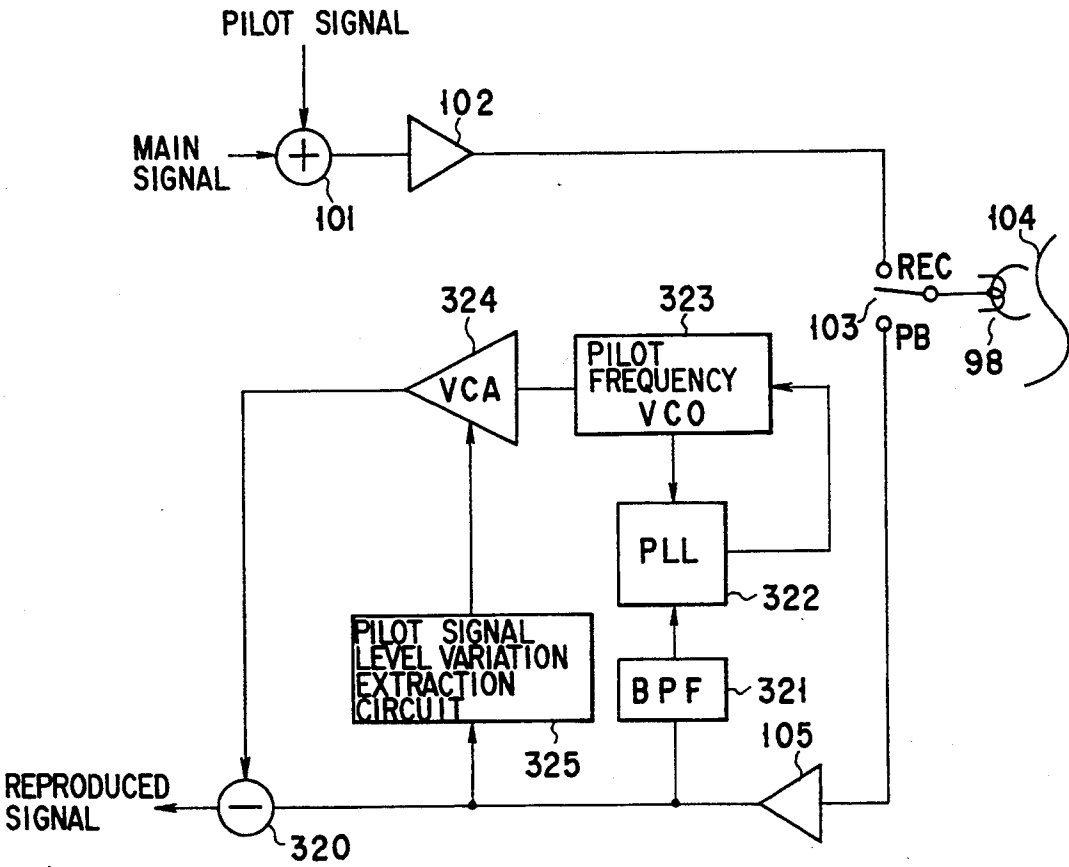 PILOT SIGNAL
102
MAIN
SIGNAL
101
104
REC
103
PB
98
324
323
VCA
PILOT
FREQUENCY
VCO
PLL
322
PILOT SIGNAL
LEVEL VARIATION
EXTRACTION
CIRCUIT
BPF
321
325
105
REPRODUCED
SIGNAL
320